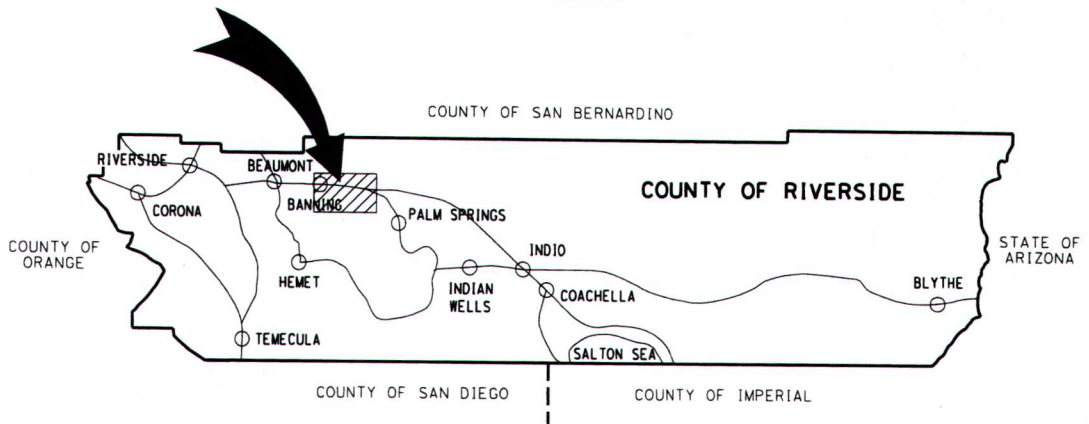 COUNTY OF SAN BERNARDINO
RIVERSIDE
BEAUMONT
COUNTY OF RIVERSIDE
CORONA
BANNING
PALM SPRINGS
COUNTY OF
ORANGE
STATE OF
ARIZONA
INDIO
HEMET
INDIAN
WELLS
COACHELLA
BLYTHE
TEMECULA
SALTON SEA
COUNTY OF SAN DIEGO
COUNTY OF IMPERIAL